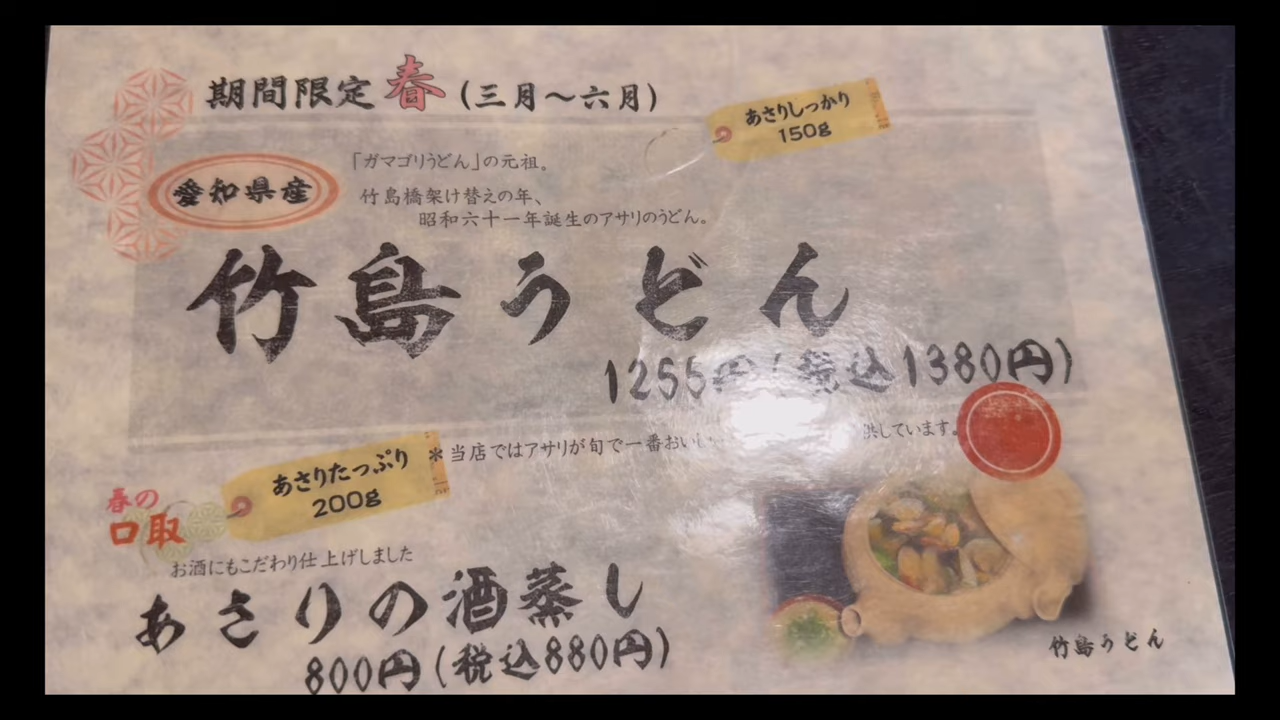 期間限定 春 (三月～六月)
あさりしっかり
150g
愛知県産
「ガマゴリうどん」の元祖。
竹島橋架け替えの年、
昭和六十一年誕生のアサリのうどん。
竹島うどん
1255円(税込1380円)
＊当店ではアサリが旬で一番おいし
供しています。
あさりたっぷり
200g
春の
口取
お酒にもこだわり仕上げしました
あさりの酒蒸し
800円(税込880円)
竹島うどん